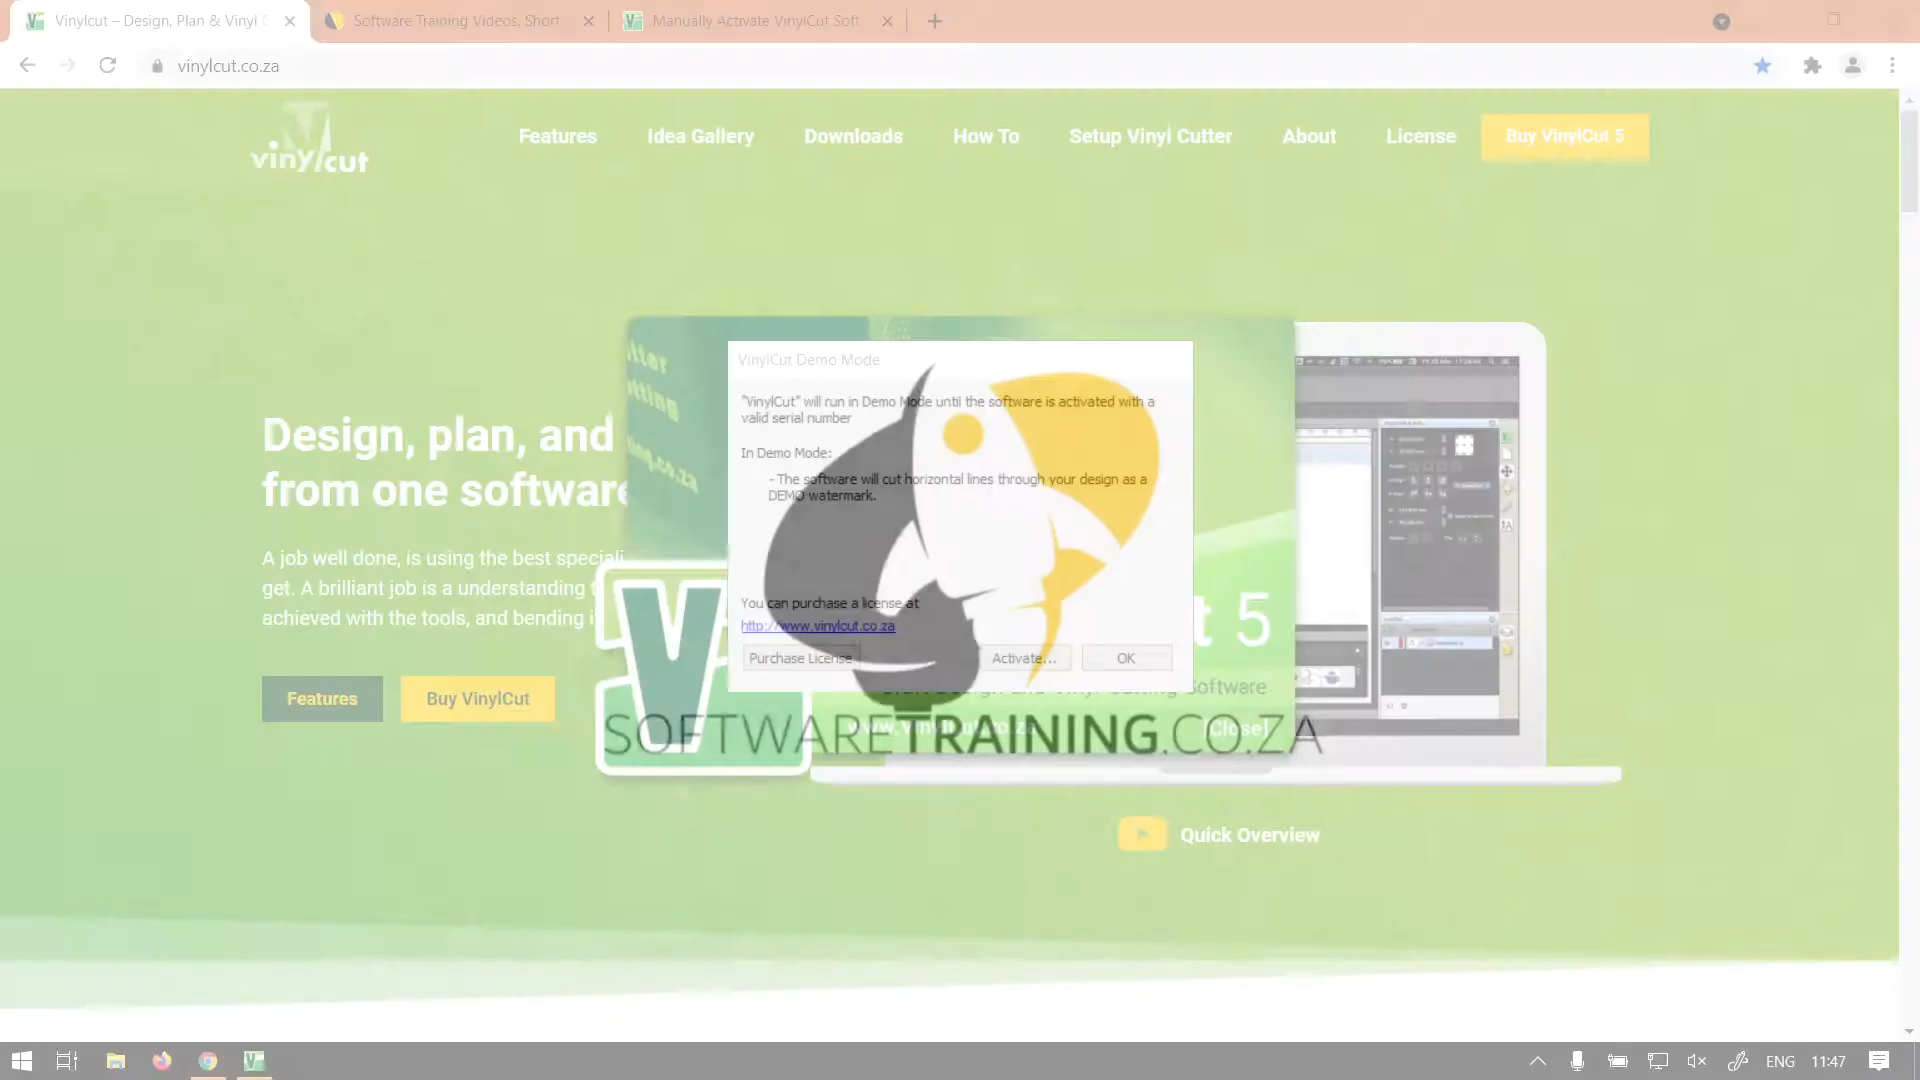 Vinylcut – Design, Plan & Vinyl C
Software Training Videos, Short
Manually Activate VinylCut Soft
vinylcut.co.za
vinylcut
Features
Idea Gallery
Downloads
How To
Setup Vinyl Cutter
About
License
Buy VinylCut 5
Design, plan, and
from one software
A job well done, is using the best speciali
get. A brilliant job is a understanding
achieved with the tools, and bending i
Features
Buy VinylCut
VinylCut Demo Mode
"VinylCut" will run in Demo Mode until the software is activated with a
valid serial number
In Demo Mode:
- The software will cut horizontal lines through your design as a
DEMO watermark.
You can purchase a license at
http://www.vinylcut.co.za
Purchase License
Activate...
OK
t 5
Software
www.vinylcut.co.za
[Close]
SOFTWARETRAINING.CO.ZA
Quick Overview
ENG
11:47